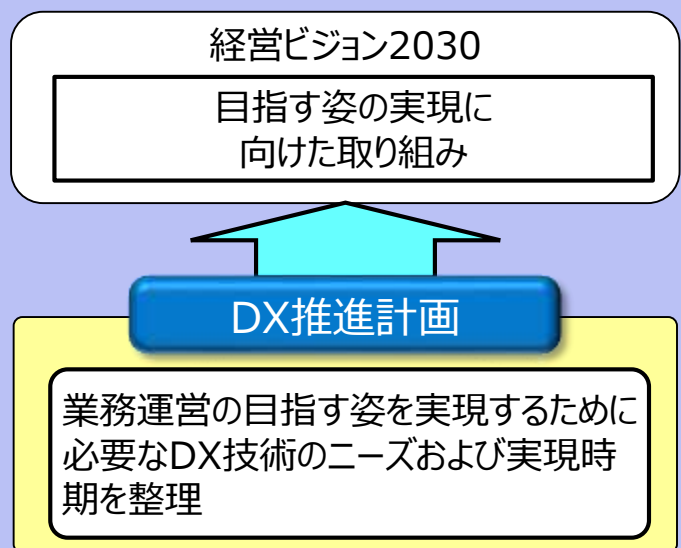 経営ビジョン2030
目指す姿の実現に
向けた取り組み
DX推進計画
業務運営の目指す姿を実現するために
必要なDX技術のニーズおよび実現時
期を整理